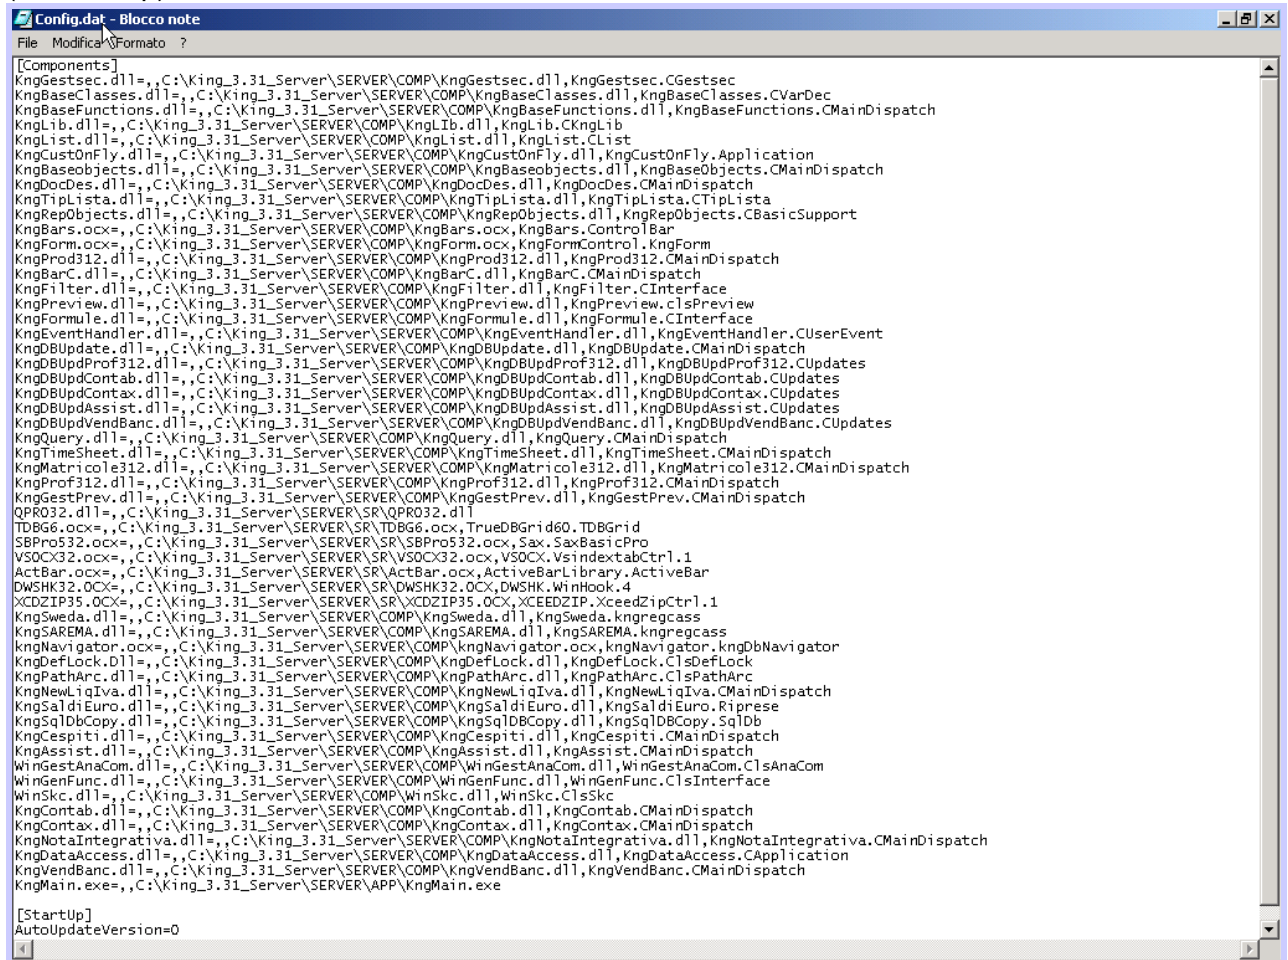 Config.dat - Blocco note
File Modifica Formato ?
[Components]
KngGestsec.dll=,,C:\King_3.31_Server\SERVER\COMP\KngGestsec.dll,KngGestsec.CGestsec
KngBaseClasses.dll=,,C:\King_3.31_Server\SERVER\COMP\KngBaseClasses.dll,KngBaseClasses.CVarDec
KngBaseFunctions.dll=,,C:\King_3.31_Server\SERVER\COMP\KngBaseFunctions.dll,KngBaseFunctions.CMainDispatch
KngLib.dll=,,C:\King_3.31_Server\SERVER\COMP\KngLIb.dll,KngLib.CKngLib
KngList.dll=,,C:\King_3.31_Server\SERVER\COMP\KngList.dll,KngList.CList
KngCustOnFly.dll=,,C:\King_3.31_Server\SERVER\COMP\KngCustOnFly.dll,KngCustOnFly.Application
KngBaseobjects.dll=,,C:\King_3.31_Server\SERVER\COMP\KngBaseobjects.dll,KngBaseObjects.CMainDispatch
KngDocDes.dll=,,C:\King_3.31_Server\SERVER\COMP\KngDocDes.dll,KngDocDes.CMainDispatch
KngTipLista.dll=,,C:\King_3.31_Server\SERVER\COMP\KngTipLista.dll,KngTipLista.CTipLista
KngRepObjects.dll=,,C:\King_3.31_Server\SERVER\COMP\KngRepObjects.dll,KngRepObjects.CBasicSupport
KngBars.ocx=,,C:\King_3.31_Server\SERVER\COMP\KngBars.ocx,KngBars.ControlBar
KngForm.ocx=,,C:\King_3.31_Server\SERVER\COMP\KngForm.ocx,KngFormControl.KngForm
KngProd312.dll=,,C:\King_3.31_Server\SERVER\COMP\KngProd312.dll,KngProd312.CMainDispatch
KngBarC.dll=,,C:\King_3.31_Server\SERVER\COMP\KngBarC.dll,KngBarC.CMainDispatch
KngFilter.dll=,,C:\King_3.31_Server\SERVER\COMP\KngFilter.dll,KngFilter.CInterface
KngPreview.dll=,,C:\King_3.31_Server\SERVER\COMP\KngPreview.dll,KngPreview.clsPreview
KngFormule.dll=,,C:\King_3.31_Server\SERVER\COMP\KngFormule.dll,KngFormule.CInterface
KngEventHandler.dll=,,C:\King_3.31_Server\SERVER\COMP\KngEventHandler.dll,KngEventHandler.CUserEvent
KngDBUpdate.dll=,,C:\King_3.31_Server\SERVER\COMP\KngDBUpdate.dll,KngDBUpdate.CMainDispatch
KngDBUpdProf312.dll=,,C:\King_3.31_Server\SERVER\COMP\KngDBUpdProf312.dll,KngDBUpdProf312.CUpdates
KngDBUpdContab.dll=,,C:\King_3.31_Server\SERVER\COMP\KngDBUpdContab.dll,KngDBUpdContab.CUpdates
KngDBUpdContax.dll=,,C:\King_3.31_Server\SERVER\COMP\KngDBUpdContax.dll,KngDBUpdContax.CUpdates
KngDBUpdAssist.dll=,,C:\King_3.31_Server\SERVER\COMP\KngDBUpdAssist.dll,KngDBUpdAssist.CUpdates
KngDBUpdVendBanc.dll=,,C:\King_3.31_Server\SERVER\COMP\KngDBUpdVendBanc.dll,KngDBUpdVendBanc.CUpdates
KngQuery.dll=,,C:\King_3.31_Server\SERVER\COMP\KngQuery.dll,KngQuery.CMainDispatch
KngTimeSheet.dll=,,C:\King_3.31_Server\SERVER\COMP\KngTimeSheet.dll,KngTimeSheet.CMainDispatch
KngMatricole312.dll=,,C:\King_3.31_Server\SERVER\COMP\KngMatricole312.dll,KngMatricole312.CMainDispatch
KngProf312.dll=,,C:\King_3.31_Server\SERVER\COMP\KngProf312.dll,KngProf312.CMainDispatch
KngGestPrev.dll=,,C:\King_3.31_Server\SERVER\COMP\KngGestPrev.dll,KngGestPrev.CMainDispatch
QPRO32.dll=,,C:\King_3.31_Server\SERVER\SR\QPRO32.dll
TDBG6.ocx=,,C:\King_3.31_Server\SERVER\SR\TDBG6.ocx,TrueDBGrid60.TDBGrid
SBPro532.ocx=,,C:\King_3.31_Server\SERVER\SR\SBPro532.ocx,Sax.SaxBasicPro
VSOCX32.ocx=,,C:\King_3.31_Server\SERVER\SR\VSOCX32.ocx,VSOCX.VsindextabCtrl.1
ActBar.ocx=,,C:\King_3.31_Server\SERVER\SR\ActBar.ocx,ActiveBarLibrary.ActiveBar
DWSHK32.OCX=,,C:\King_3.31_Server\SERVER\SR\DWSHK32.OCX,DWSHK.WinHook.4
XCDZIP35.OCX=,,C:\King_3.31_Server\SERVER\SR\XCDZIP35.OCX,XCEEDZIP.XceedZipCtrl.1
KngSweda.dll=,,C:\King_3.31_Server\SERVER\COMP\KngSweda.dll,KngSweda.kngregcass
KngSAREMA.dll=,,C:\King_3.31_Server\SERVER\COMP\KngSAREMA.dll,KngSAREMA.kngregcass
kngNavigator.ocx=,,C:\King_3.31_Server\SERVER\COMP\kngNavigator.ocx,kngNavigator.kngDbNavigator
KngDefLock.Dll=,,C:\King_3.31_Server\SERVER\COMP\KngDefLock.dll,KngDefLock.ClsDefLock
KngPathArc.dll=,,C:\King_3.31_Server\SERVER\COMP\KngPathArc.dll,KngPathArc.ClsPathArc
KngNewLiqIva.dll=,,C:\King_3.31_Server\SERVER\COMP\KngNewLiqIva.dll,KngNewLiqIva.CMainDispatch
KngSaldiEuro.dll=,,C:\King_3.31_Server\SERVER\COMP\KngSaldiEuro.dll,KngSaldiEuro.Riprese
KngSqlDbCopy.dll=,,C:\King_3.31_Server\SERVER\COMP\KngSqlDBCopy.dll,KngSqlDBCopy.SqlDb
KngCespiti.dll=,,C:\King_3.31_Server\SERVER\COMP\KngCespiti.dll,KngCespiti.CMainDispatch
KngAssist.dll=,,C:\King_3.31_Server\SERVER\COMP\KngAssist.dll,KngAssist.CMainDispatch
WinGestAnaCom.dll=,,C:\King_3.31_Server\SERVER\COMP\WinGestAnaCom.dll,WinGestAnaCom.ClsAnaCom
WinGenFunc.dll=,,C:\King_3.31_Server\SERVER\COMP\WinGenFunc.dll,WinGenFunc.ClsInterface
WinSkc.dll=,,C:\King_3.31_Server\SERVER\COMP\WinSkc.dll,WinSkc.ClsSkc
KngContab.dll=,,C:\King_3.31_Server\SERVER\COMP\KngContab.dll,KngContab.CMainDispatch
KngContax.dll=,,C:\King_3.31_Server\SERVER\COMP\KngContax.dll,KngContax.CMainDispatch
KngNotaIntegrativa.dll=,,C:\King_3.31_Server\SERVER\COMP\KngNotaIntegrativa.dll,KngNotaIntegrativa.CMainDispatch
KngDataAccess.dll=,,C:\King_3.31_Server\SERVER\COMP\KngDataAccess.dll,KngDataAccess.CApplication
KngVendBanc.dll=,,C:\King_3.31_Server\SERVER\COMP\KngVendBanc.dll,KngVendBanc.CMainDispatch
KngMain.exe=,,C:\King_3.31_Server\SERVER\APP\KngMain.exe
[StartUp]
AutoUpdateVersion=0